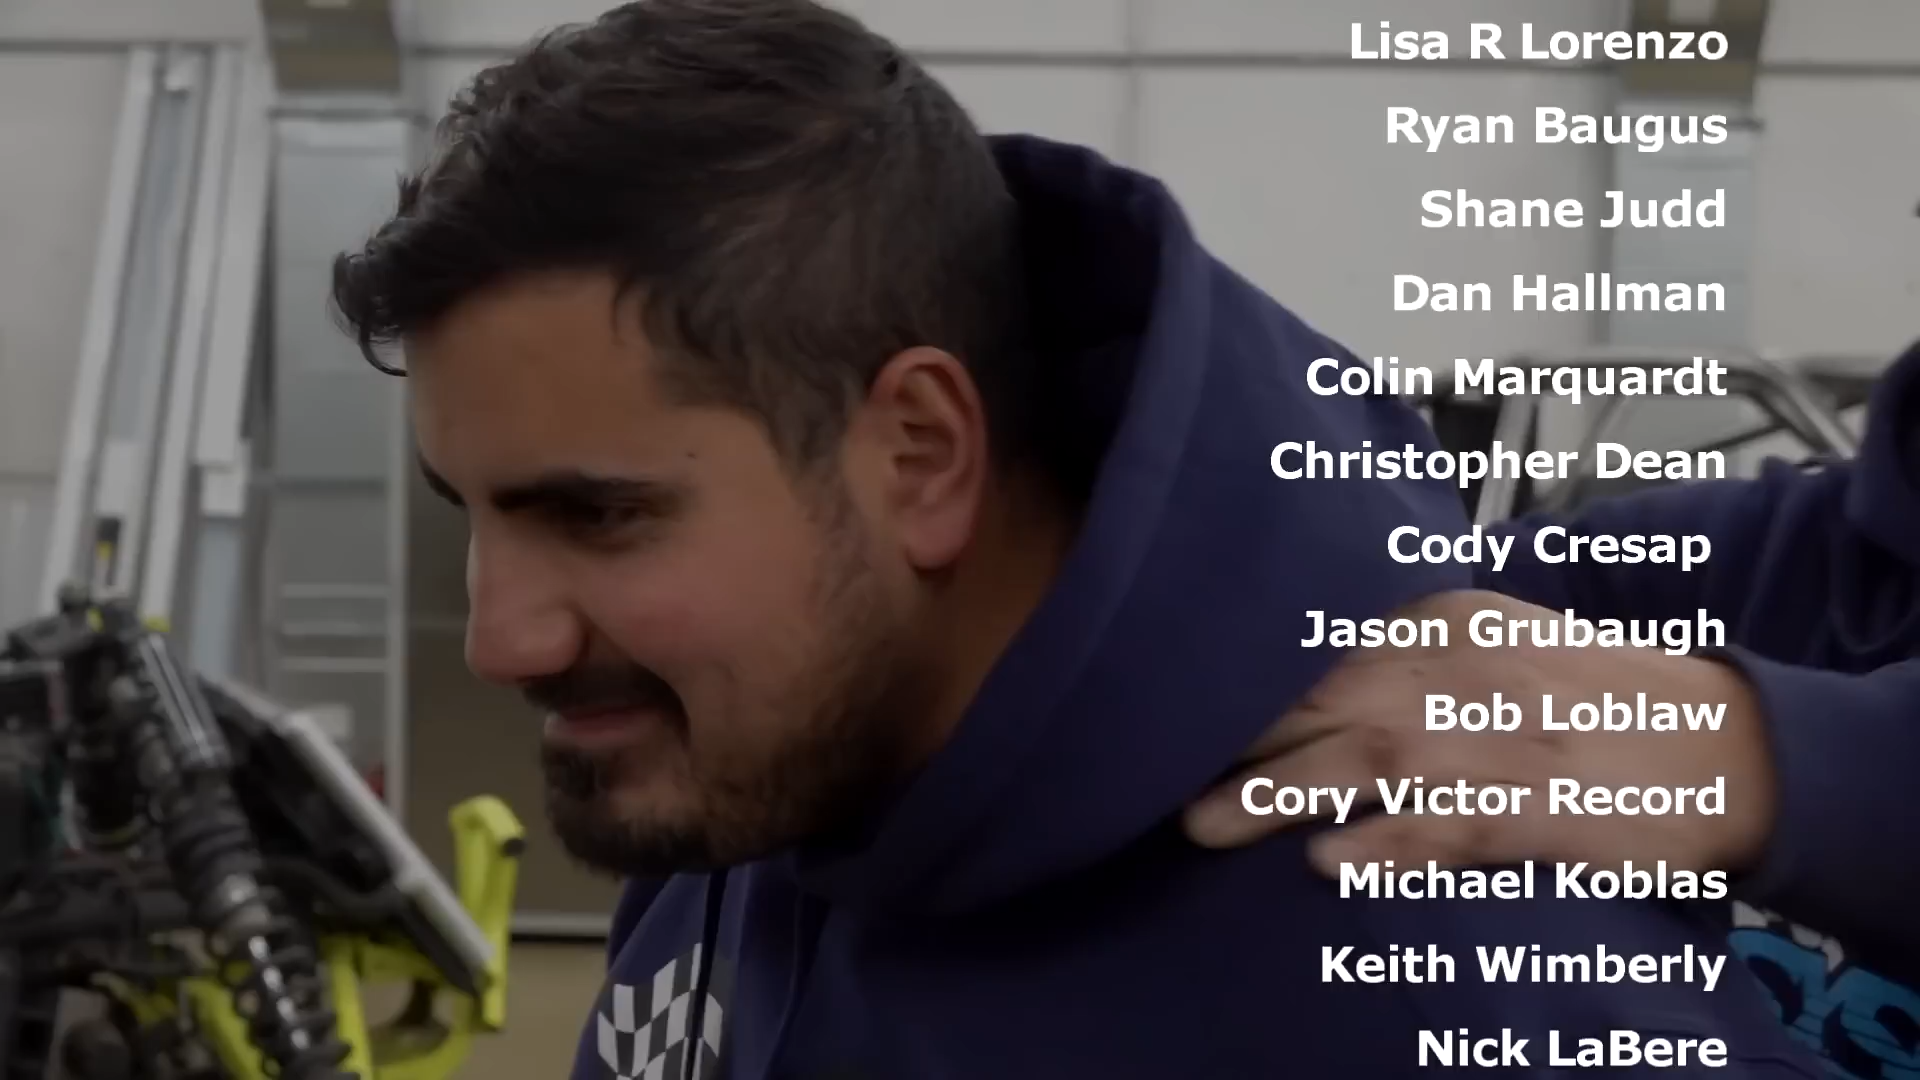 Lisa R Lorenzo
Ryan Baugus
Shane Judd
Dan Hallman
Colin Marquardt
Christopher Dean
Cody Cresap
Jason Grubaugh
Bob Loblaw
Cory Victor Record
Michael Koblas
Keith Wimberly
Nick LaBere